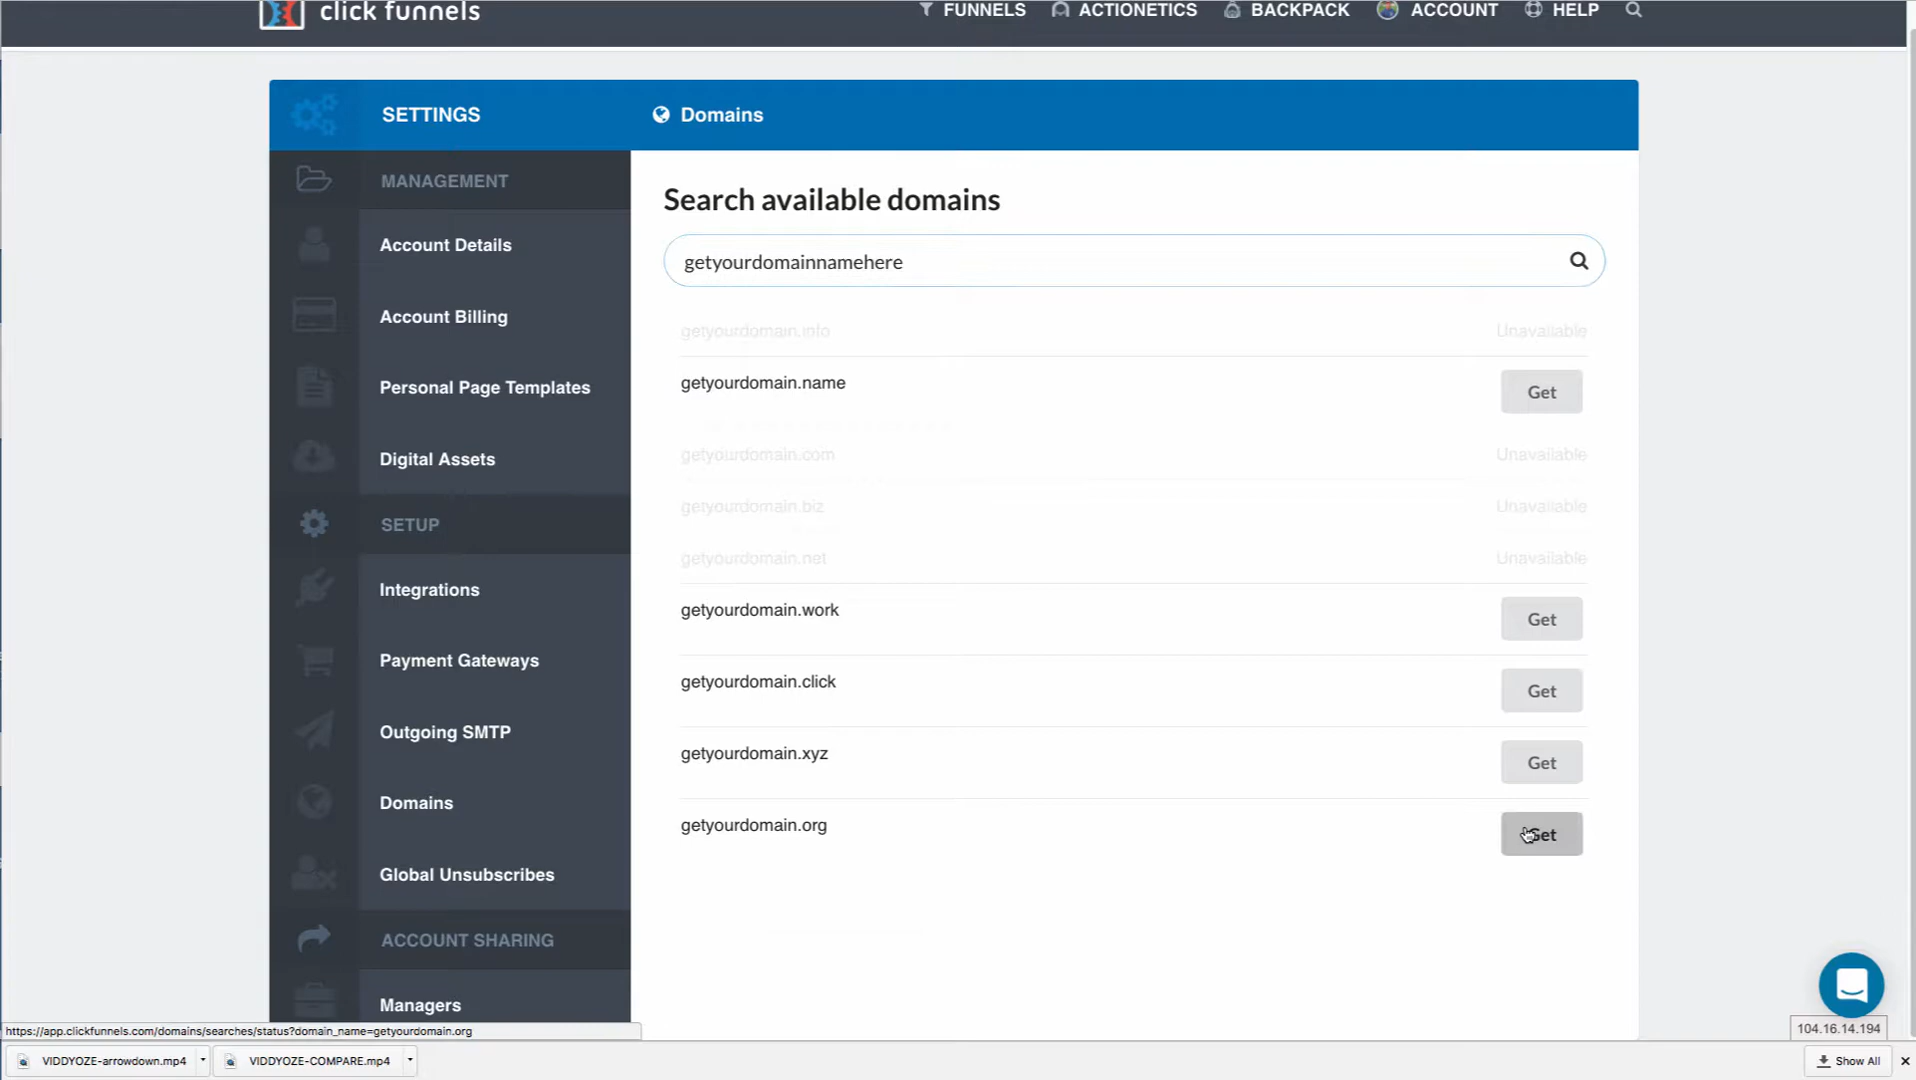 click funnels
FUNNELS
ACTIONETICS
BACKPACK
ACCOUNT
HELP
SETTINGS
Domains
MANAGEMENT
Account Details
Account Billing
Personal Page Templates
Digital Assets
SETUP
Integrations
Payment Gateways
Outgoing SMTP
Domains
Global Unsubscribes
ACCOUNT SHARING
Managers
Search available domains
getyourdomainnamehere
getyourdomain.info Unavailable
getyourdomain.name Get
getyourdomain.com Unavailable
getyourdomain.biz Unavailable
getyourdomain.net Unavailable
getyourdomain.work Get
getyourdomain.click Get
getyourdomain.xyz Get
getyourdomain.org Get
https://app.clickfunnels.com/domains/searches/status?domain_name=getyourdomain.org
104.16.14.194
VIDDYOZE-arrowdown.mp4
VIDDYOZE-COMPARE.mp4
Show All